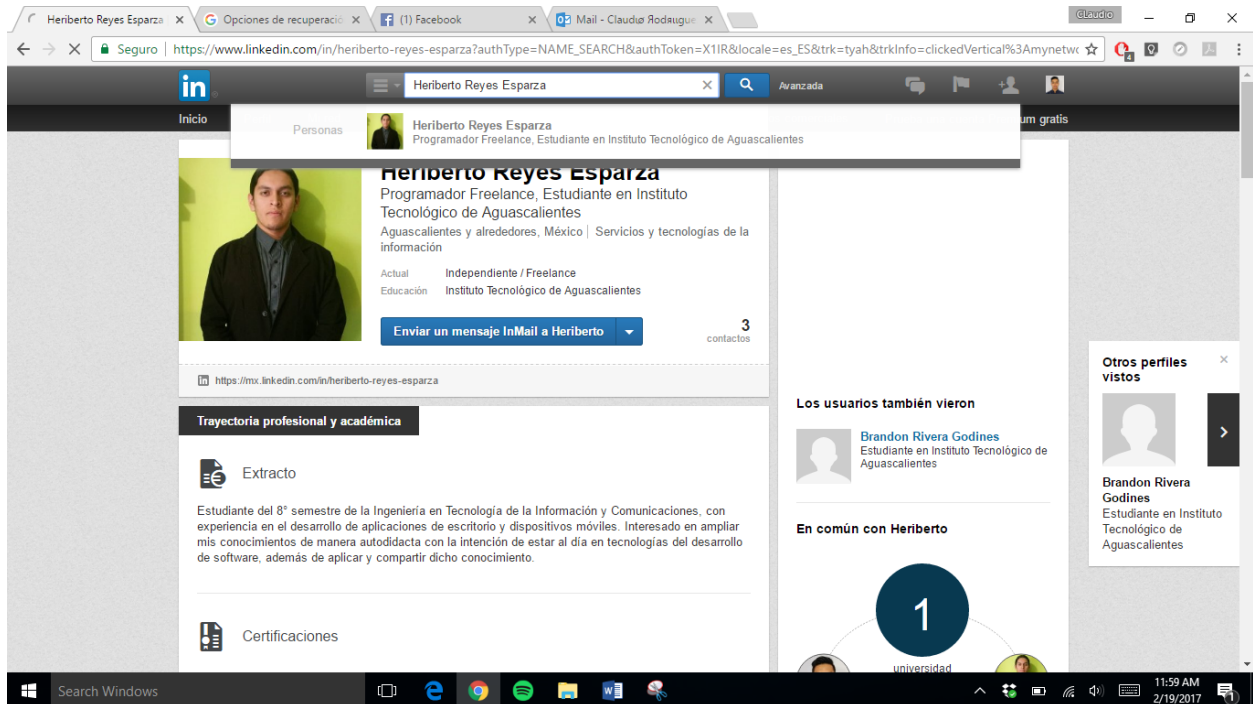 Heriberto Reyes Esparza
Opciones de recuperació
(1) Facebook
Mail - Claudiø Rodяigue
Claudio
Seguro | https://www.linkedin.com/in/heriberto-reyes-esparza?authType=NAME_SEARCH&authToken=X1IR&locale=es_ES&trk=tyah&trkInfo=clickedVertical%3Amynetwo
in
Heriberto Reyes Esparza
Avanzada
Inicio
um gratis
Personas
Heriberto Reyes Esparza
Programador Freelance, Estudiante en Instituto Tecnológico de Aguascalientes
Heriberto Reyes Esparza
Programador Freelance, Estudiante en Instituto
Tecnológico de Aguascalientes
Aguascalientes y alrededores, México | Servicios y tecnologías de la
información
Actual Independiente / Freelance
Educación Instituto Tecnológico de Aguascalientes
Enviar un mensaje InMail a Heriberto
3
contactos
https://mx.linkedin.com/in/heriberto-reyes-esparza
Trayectoria profesional y académica
Extracto
Estudiante del 8° semestre de la Ingeniería en Tecnología de la Información y Comunicaciones, con
experiencia en el desarrollo de aplicaciones de escritorio y dispositivos móviles. Interesado en ampliar
mis conocimientos de manera autodidacta con la intención de estar al día en tecnologías del desarrollo
de software, además de aplicar y compartir dicho conocimiento.
Certificaciones
Los usuarios también vieron
Brandon Rivera Godines
Estudiante en Instituto Tecnológico de
Aguascalientes
En común con Heriberto
1
universidad
Otros perfiles
vistos
Brandon Rivera
Godines
Estudiante en Instituto
Tecnológico de
Aguascalientes
Search Windows
11:59 AM
2/19/2017